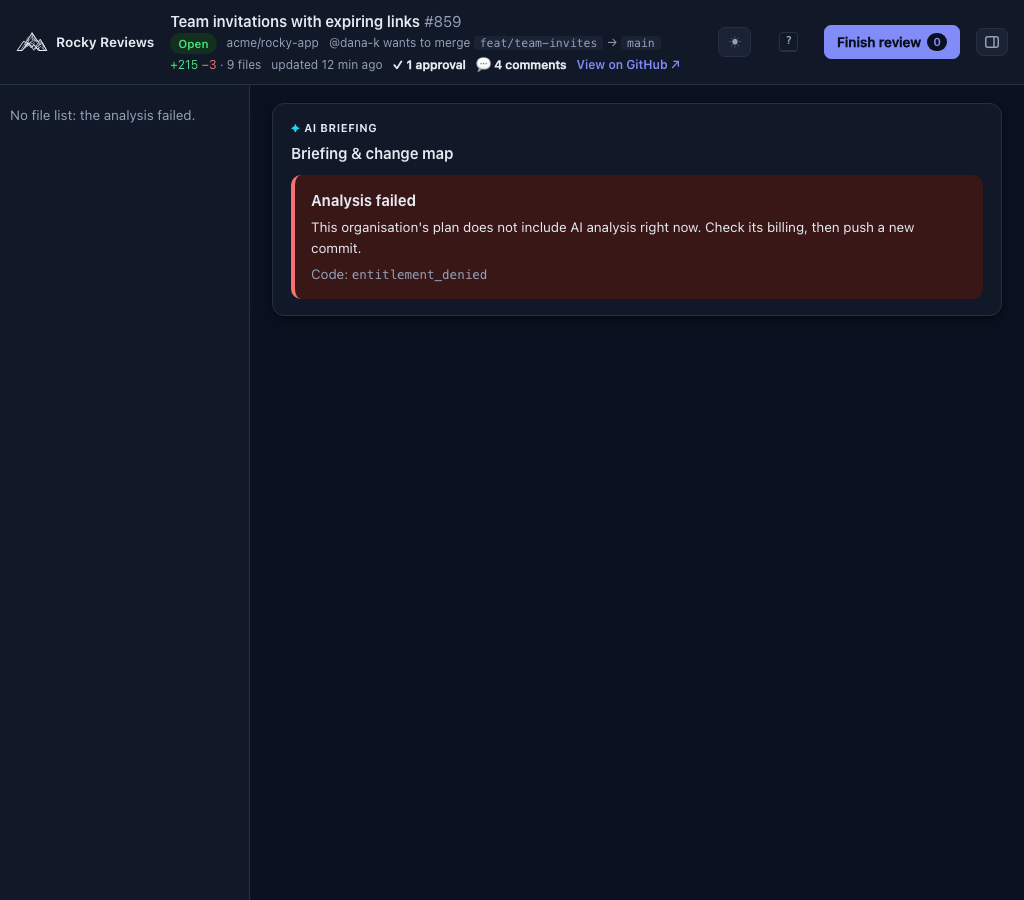 Rocky Reviews
Team invitations with expiring links #859
Open acme/rocky-app @dana-k wants to merge feat/team-invites → main
+215 −3 · 9 files updated 12 min ago ✓ 1 approval 💬 4 comments View on GitHub ↗
?
Finish review 0
No file list: the analysis failed.
✦ AI BRIEFING
Briefing & change map
Analysis failed
This organisation's plan does not include AI analysis right now. Check its billing, then push a new
commit.
Code: entitlement_denied